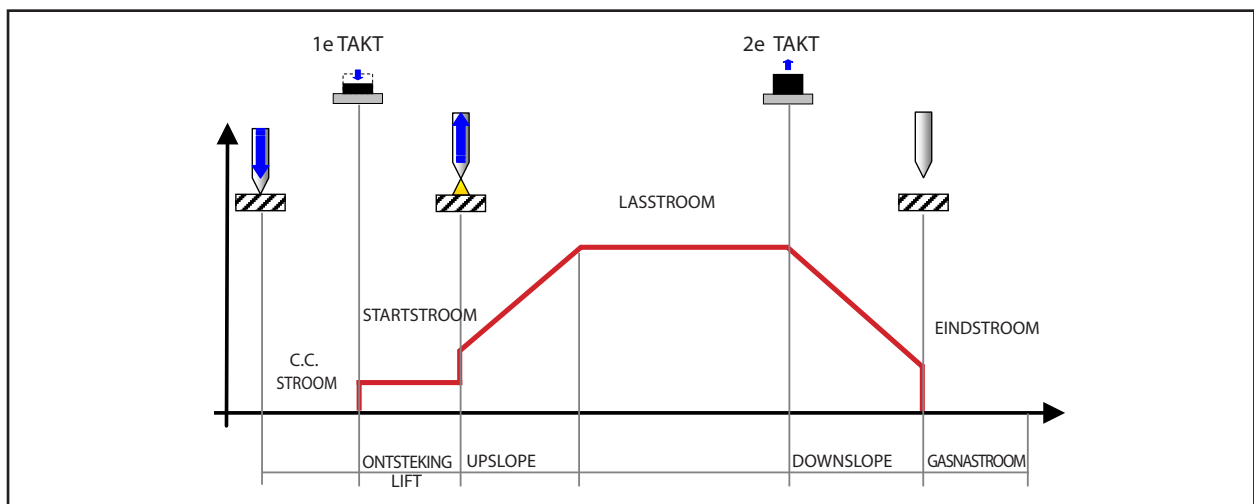 1e TAKT
2e TAKT
LASSTROOM
STARTSTROOM
EINDSTROOM
C.C.
STROOM
ONTSTEKING
LIFT
UPSLOPE
DOWNSLOPE
GASNASTROOM